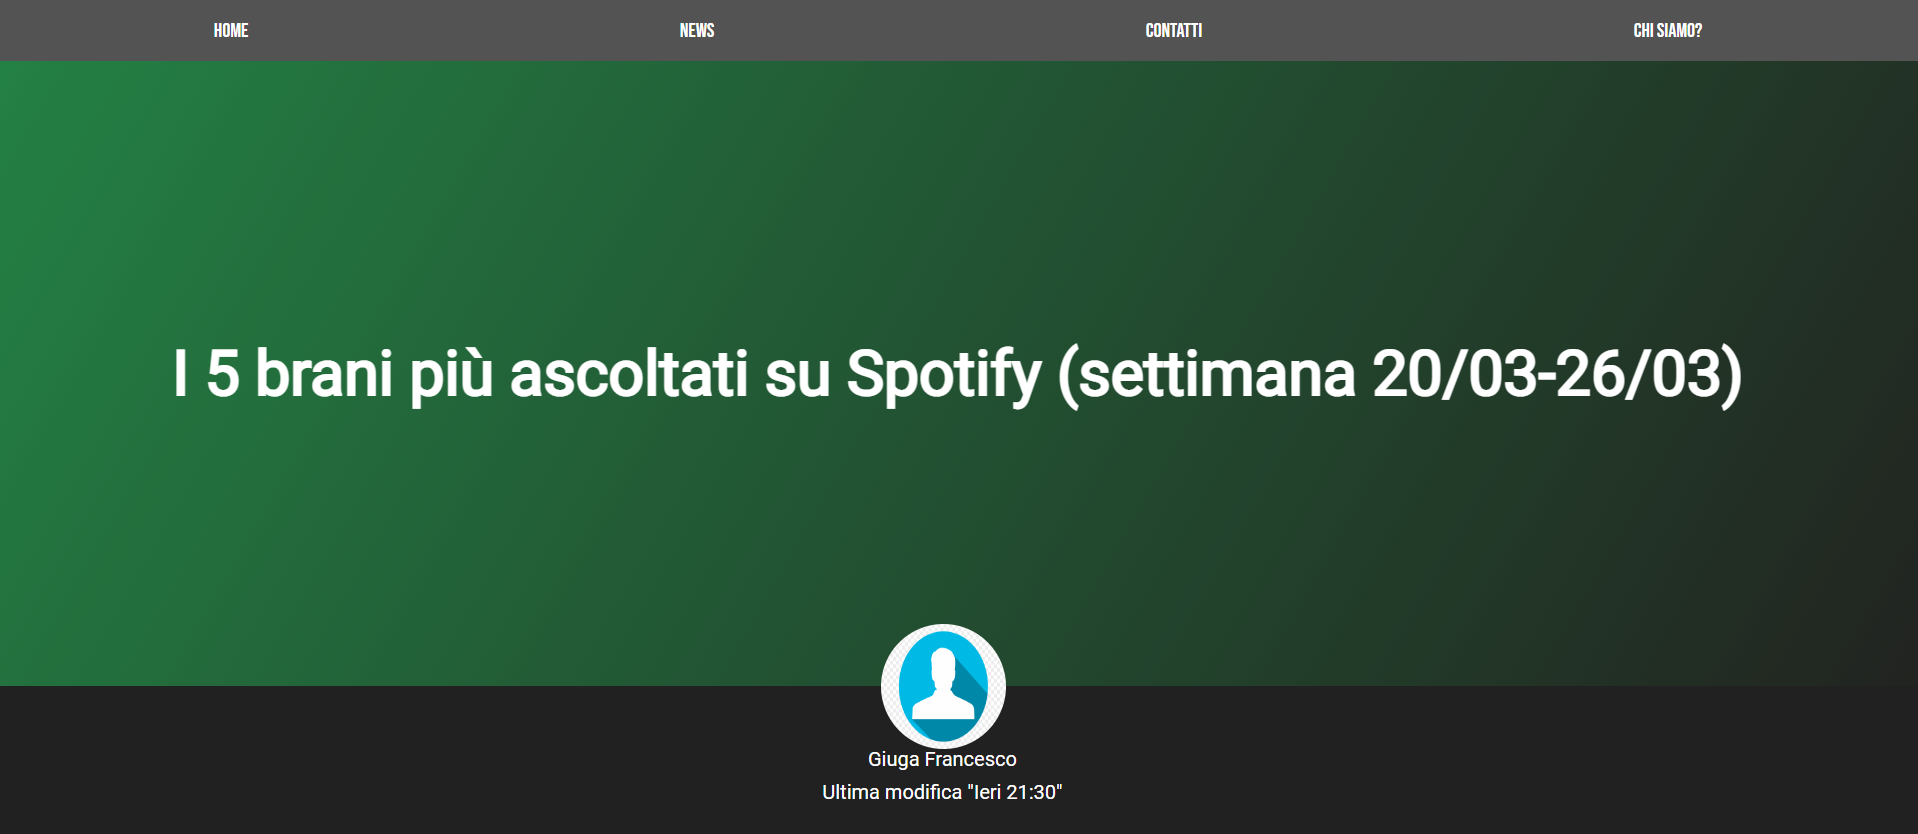 HOME
NEWS
CONTATTI
CHI SIAMO?
I 5 brani più ascoltati su Spotify (settimana 20/03-26/03)
Giuga Francesco
Ultima modifica "Ieri 21:30"